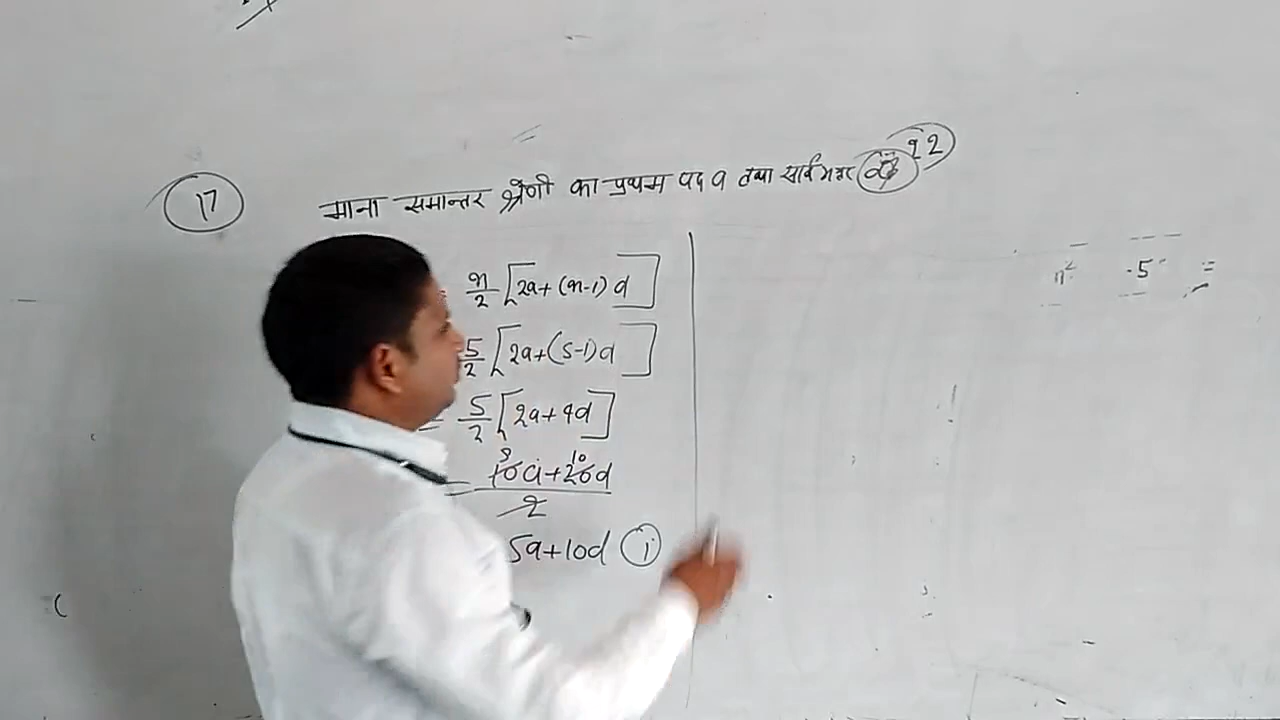 17
माना समान्तर श्रेणी का प्रथम पद a तथा सार्व अन्तर
n/2 [2a+(n-1)d]
5/2 [2a+(5-1)d]
= 5/2 [2a+4d]
= 10a+20d / 2
5a+10d (i)